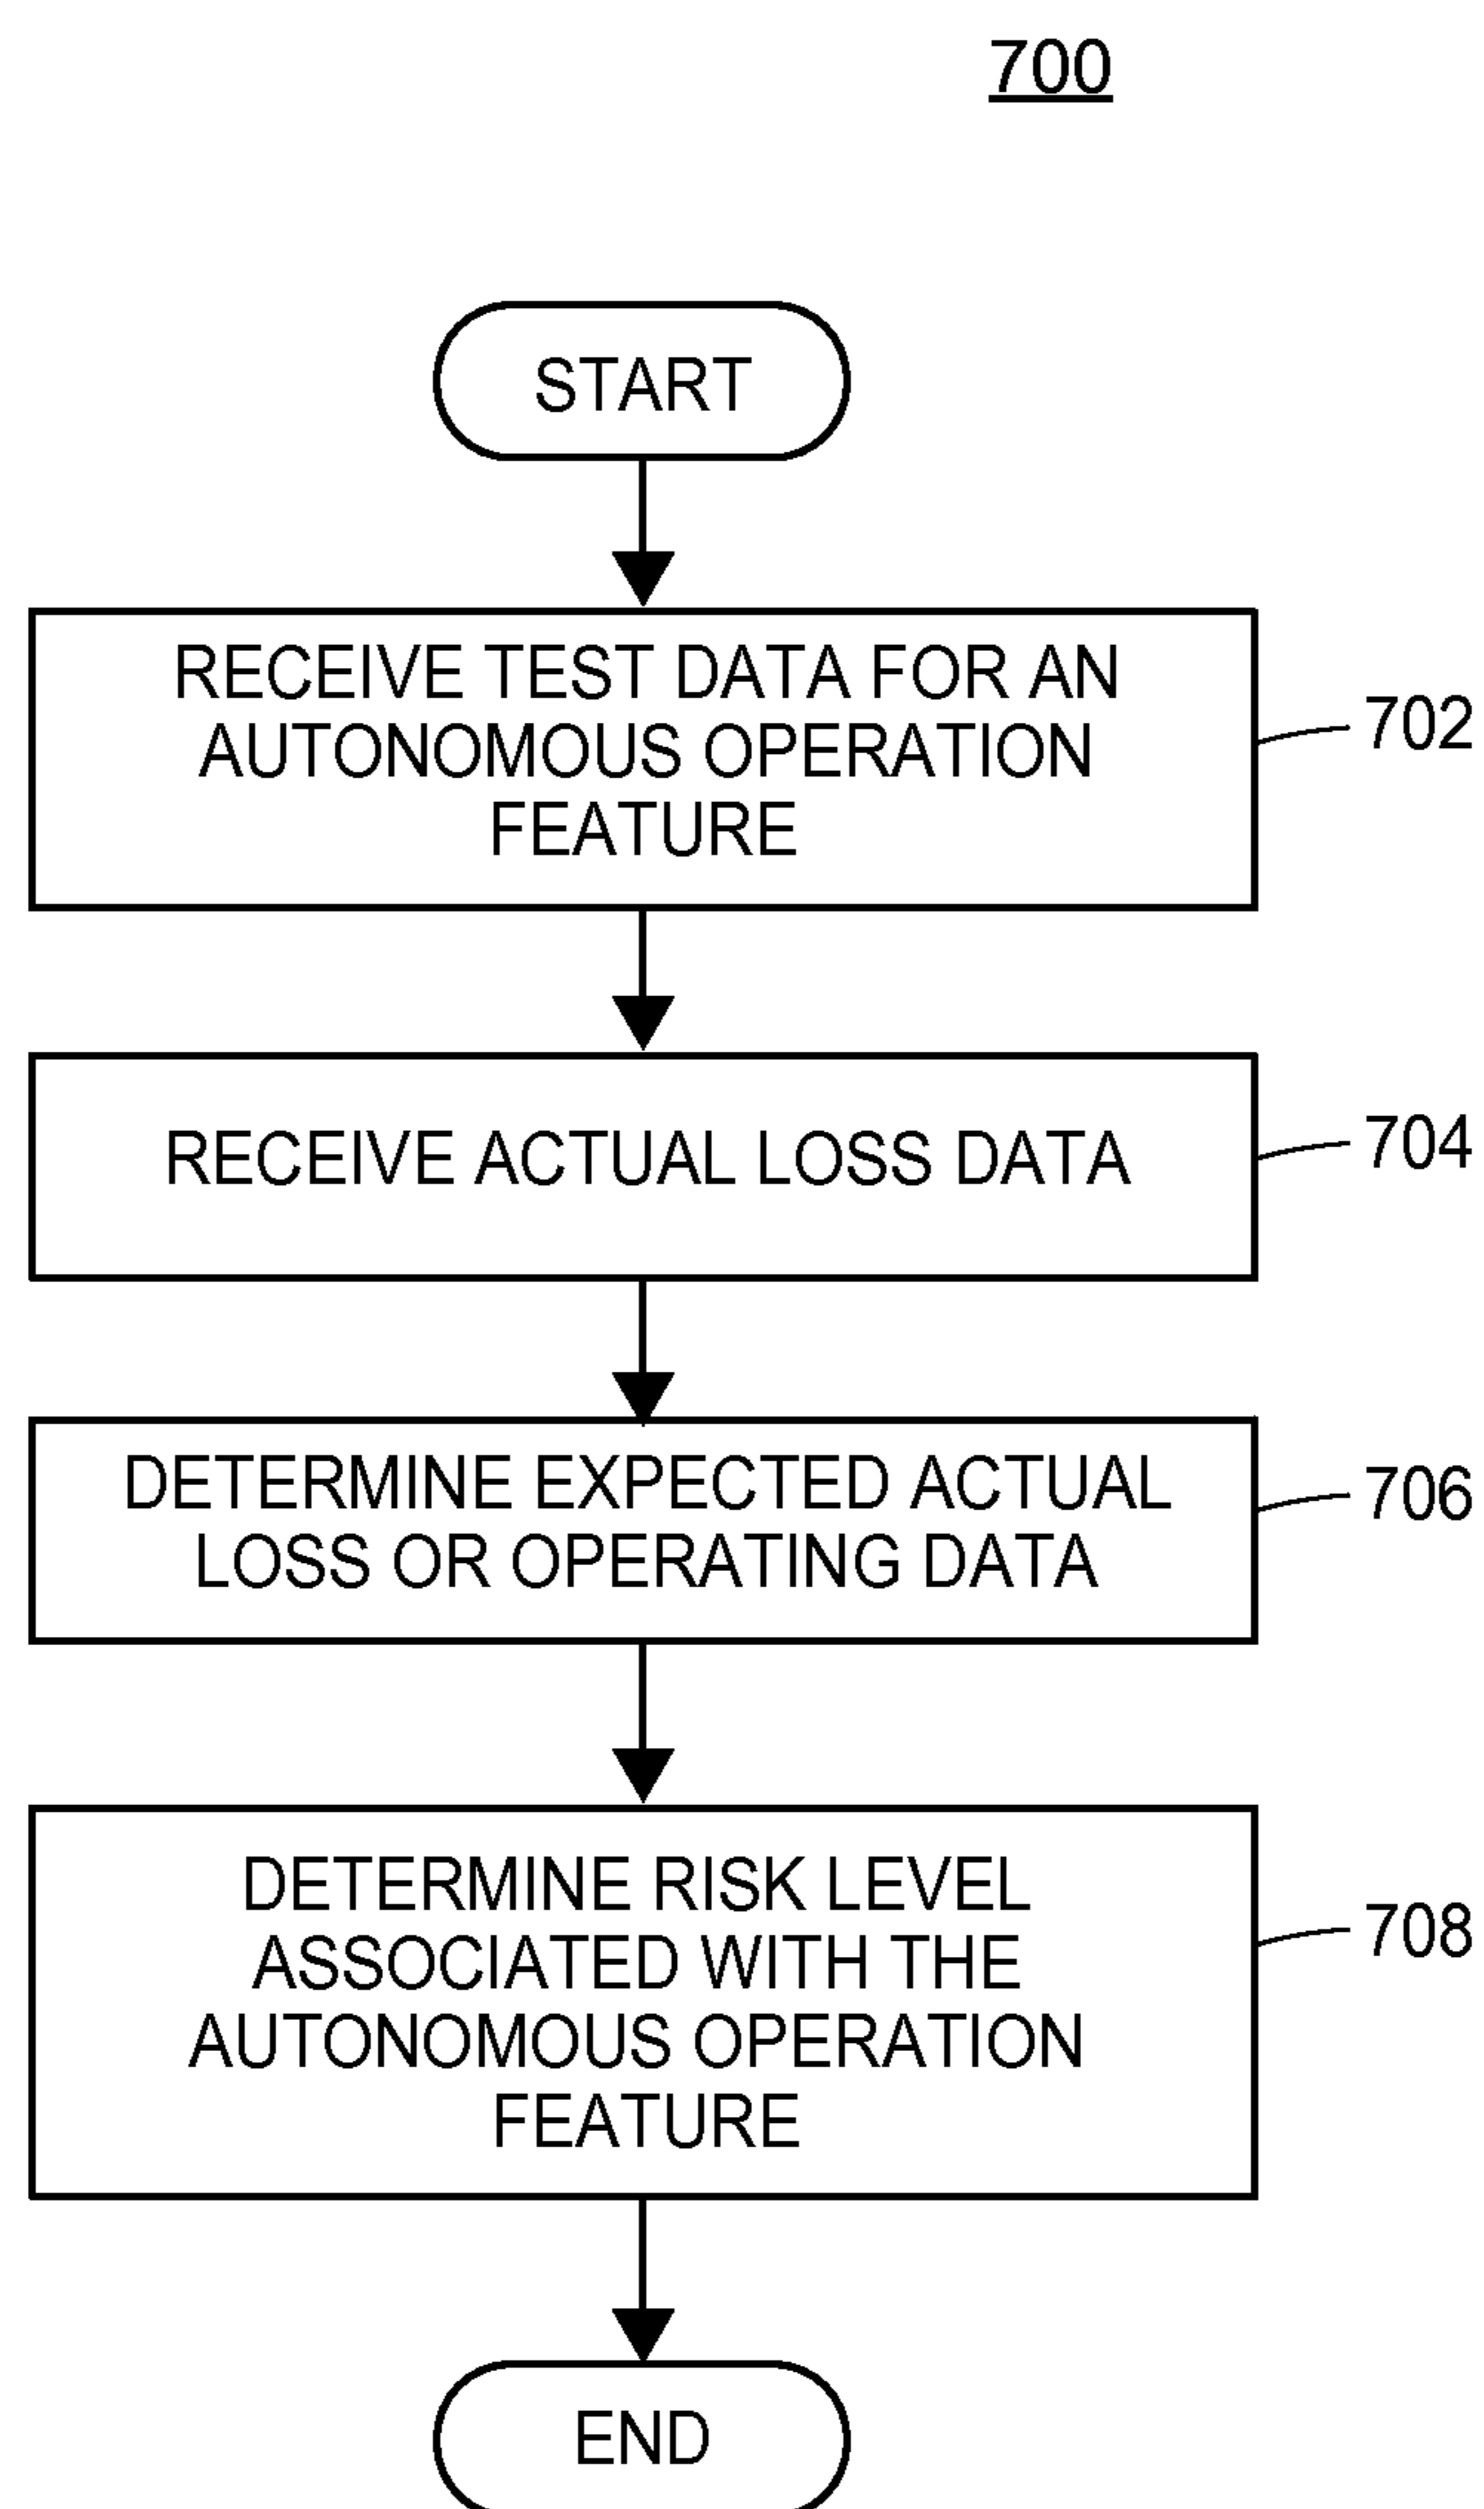 700
START
RECEIVE TEST DATA FOR AN
AUTONOMOUS OPERATION
FEATURE
702
RECEIVE ACTUAL LOSS DATA
704
DETERMINE EXPECTED ACTUAL
LOSS OR OPERATING DATA
706
DETERMINE RISK LEVEL
ASSOCIATED WITH THE
AUTONOMOUS OPERATION
FEATURE
708
END